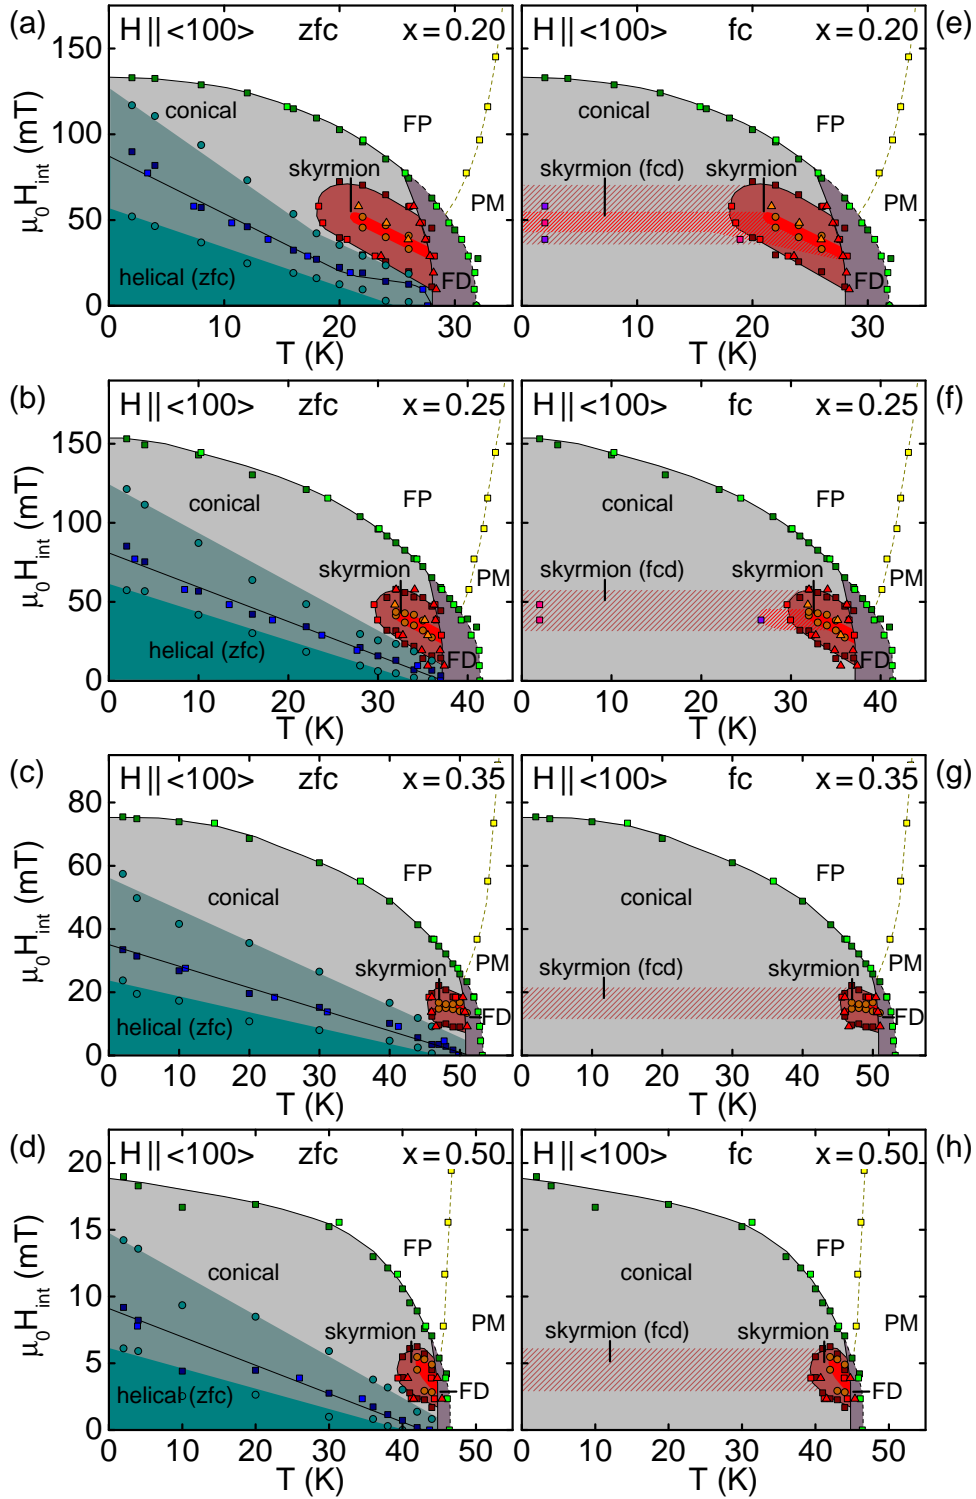 (a) H || <100> zfc x = 0.20
H || <100> fc x = 0.20 (e)
μ0Hint (mT)
150
100
50
0
conical
FP
skyrmion
PM
helical (zfc)
FD
0 10 20 30
T (K)
FP
skyrmion
conical
skyrmion (fcd)
PM
FD
0 10 20 30
T (K)
(b) H || <100> zfc x = 0.25
H || <100> fc x = 0.25 (f)
μ0Hint (mT)
150
100
50
0
conical
FP
skyrmion
PM
helical (zfc)
FD
0 10 20 30 40
T (K)
conical
FP
skyrmion (fcd)
skyrmion
PM
FD
0 10 20 30 40
T (K)
(c) H || <100> zfc x = 0.35
H || <100> fc x = 0.35 (g)
μ0Hint (mT)
80
60
40
20
0
conical
FP
skyrmion
PM
helical (zfc)
FD
0 10 20 30 40 50
T (K)
conical
FP
skyrmion (fcd)
skyrmion
PM
FD
0 10 20 30 40 50
T (K)
(d) H || <100> zfc x = 0.50
H || <100> fc x = 0.50 (h)
μ0Hint (mT)
20
15
10
5
0
conical
FP
skyrmion
PM
helical (zfc)
FD
0 10 20 30 40 50
T (K)
FP
conical
skyrmion (fcd)
skyrmion
PM
FD
0 10 20 30 40 50
T (K)